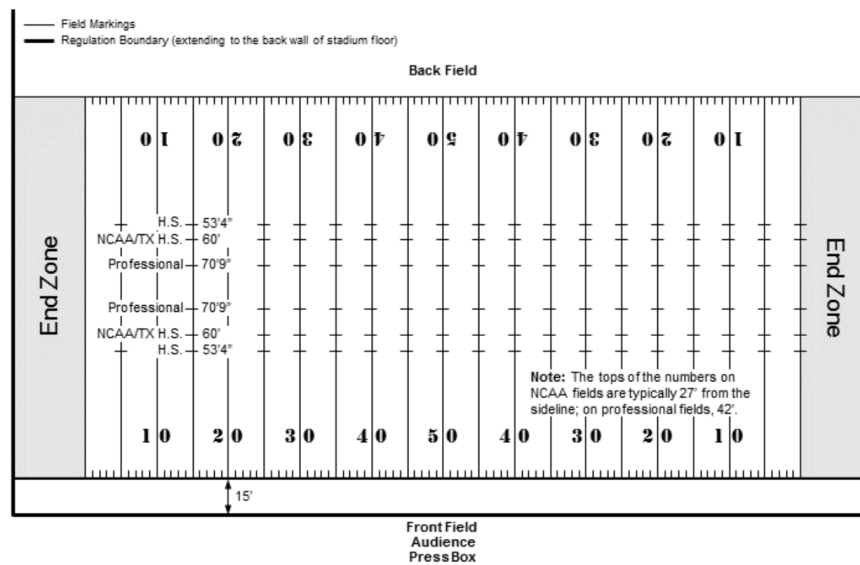 Field Markings
Regulation Boundary (extending to the back wall of stadium floor)
Back Field
10 20 30 40 50 40 30 20 10
H.S. 53'4"
NCAA/TX H.S. 60'
Professional 70'9"
Professional 70'9"
NCAA/TX H.S. 60'
H.S. 53'4"
End Zone
End Zone
Note: The tops of the numbers on
NCAA fields are typically 27' from the
sideline; on professional fields, 42'.
10 20 30 40 50 40 30 20 10
15'
Front Field
Audience
Press Box